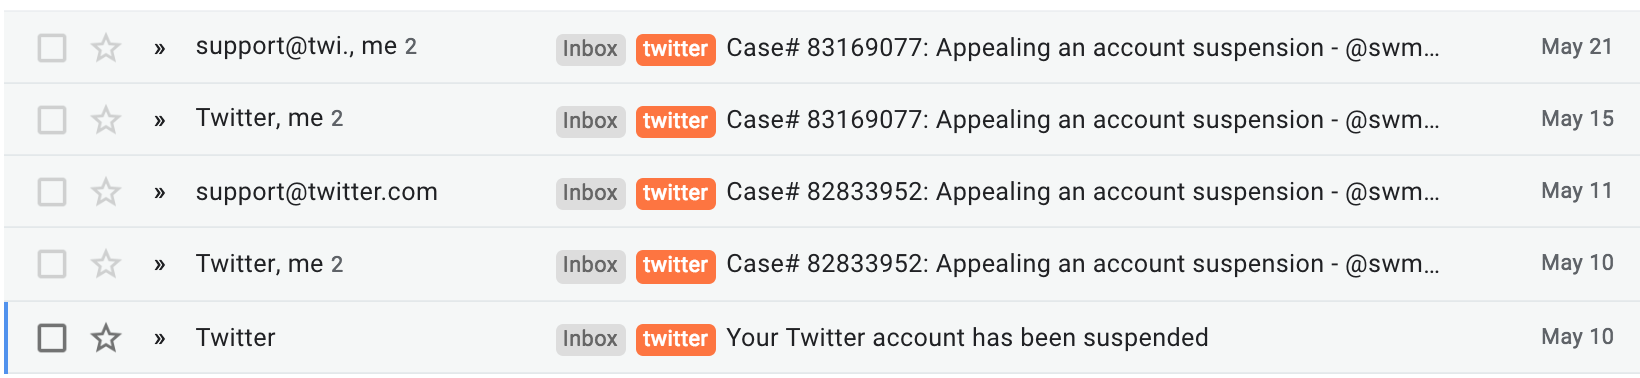 » support@twi., me 2 Inbox twitter Case# 83169077: Appealing an account suspension - @swm… May 21
» Twitter, me 2 Inbox twitter Case# 83169077: Appealing an account suspension - @swm… May 15
» support@twitter.com Inbox twitter Case# 82833952: Appealing an account suspension - @swm… May 11
» Twitter, me 2 Inbox twitter Case# 82833952: Appealing an account suspension - @swm… May 10
» Twitter Inbox twitter Your Twitter account has been suspended May 10